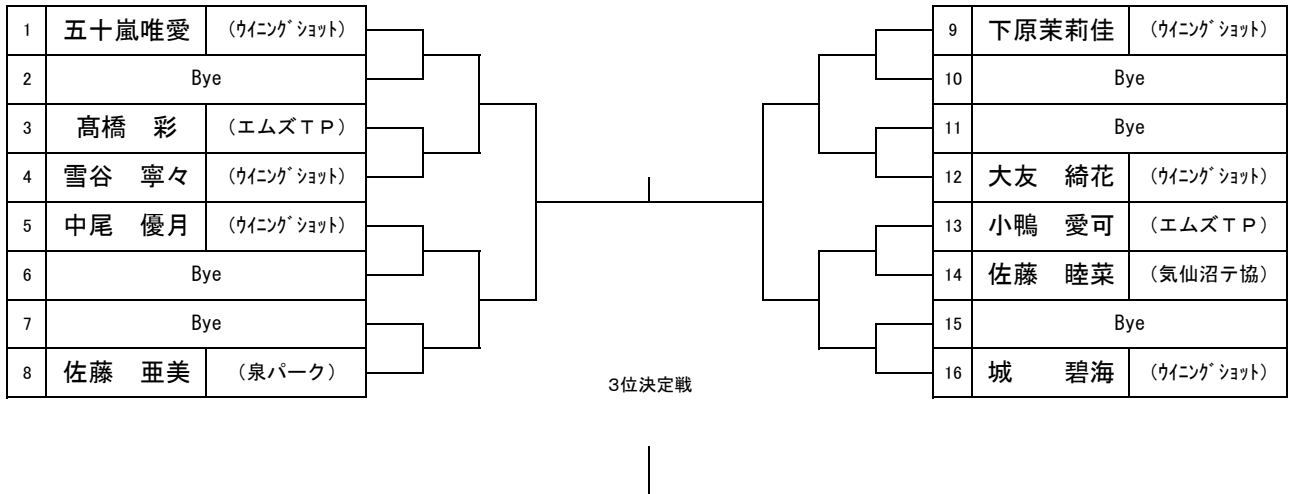 1 五十嵐唯愛 (ｳｲﾆﾝｸﾞｼｮｯﾄ)
2 Bye
3 髙橋　彩 (エムズＴＰ)
4 雪谷　寧々 (ｳｲﾆﾝｸﾞｼｮｯﾄ)
5 中尾　優月 (ｳｲﾆﾝｸﾞｼｮｯﾄ)
6 Bye
7 Bye
8 佐藤　亜美 (泉パーク)
9 下原茉莉佳 (ｳｲﾆﾝｸﾞｼｮｯﾄ)
10 Bye
11 Bye
12 大友　綺花 (ｳｲﾆﾝｸﾞｼｮｯﾄ)
13 小鴨　愛可 (エムズＴＰ)
14 佐藤　睦菜 (気仙沼テ協)
15 Bye
16 城　　碧海 (ｳｲﾆﾝｸﾞｼｮｯﾄ)
3位決定戦